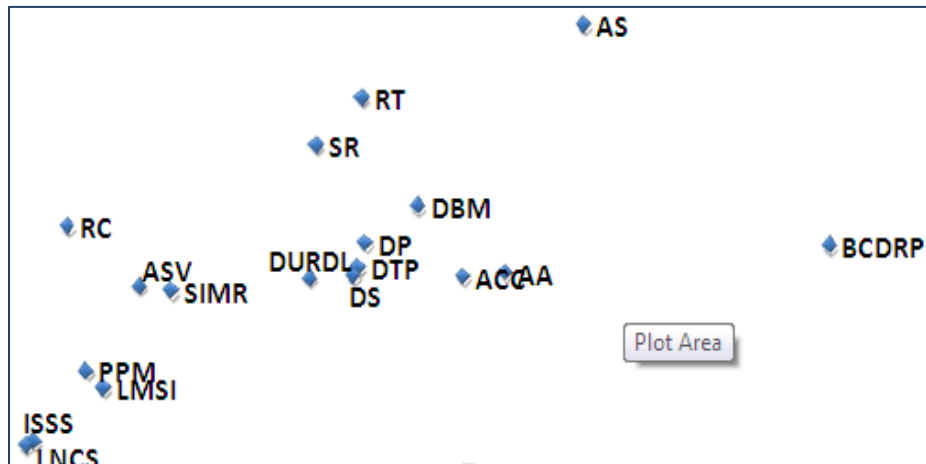 AS
RT
SR
DBM
RC
DP
BCDRP
DURDL
DTP
ASV
ACC
AA
SIMR
DS
Plot Area
PPM
LMSI
ISSS
LNCS